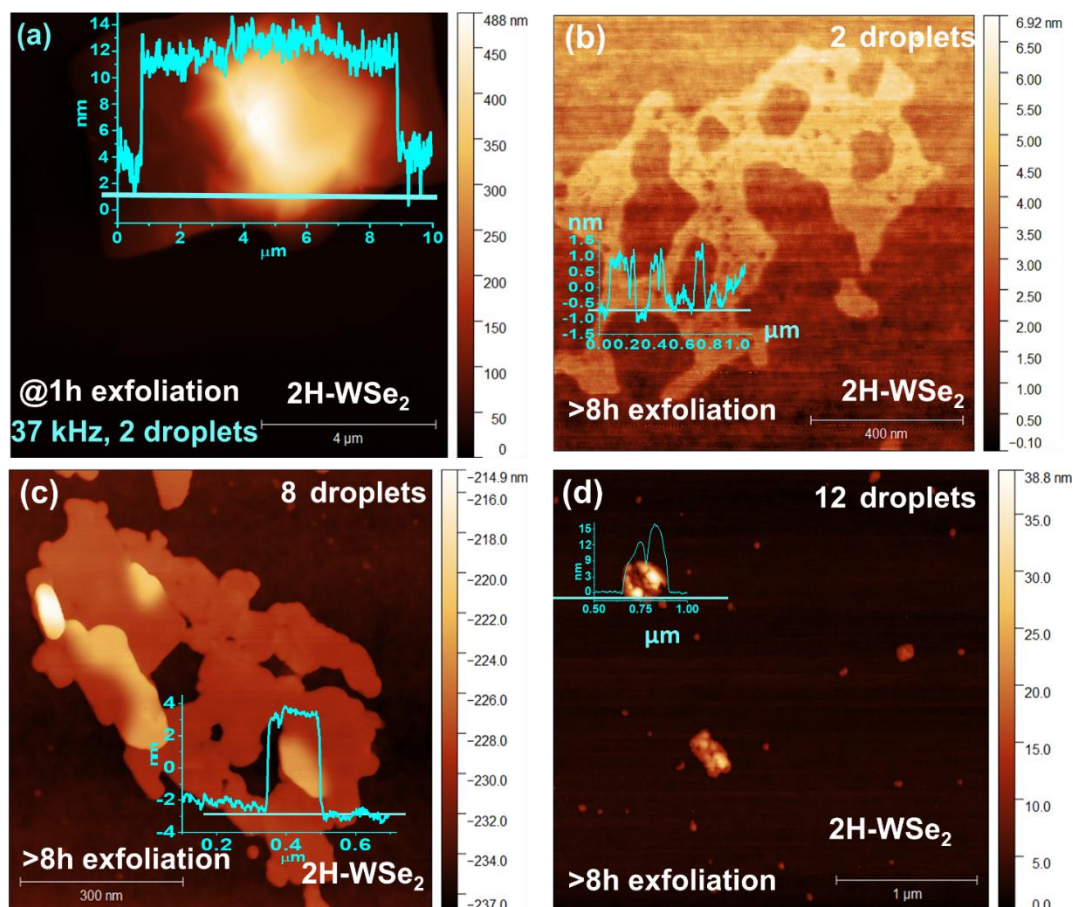 (a)
14
12
10
8
6
4
2
0
nm
0 2 4 6 8 10
μm
@1h exfoliation
2H-WSe2
37 kHz, 2 droplets
4 μm
488 nm
450
400
350
300
250
200
150
100
50
0
(b)
2 droplets
nm
1.5
1.0
0.5
0.0
-0.5
-1.0
-1.5
0.00.20.40.60.81.0
μm
2H-WSe2
>8h exfoliation
400 nm
6.92 nm
6.50
6.00
5.50
5.00
4.50
4.00
3.50
3.00
2.50
2.00
1.50
1.00
0.50
−0.10
(c)
8 droplets
4
2
0
-2
-4
nm
0.2 0.4 0.6
μm
>8h exfoliation
2H-WSe2
300 nm
−214.9 nm
−216.0
−218.0
−220.0
−222.0
−224.0
−226.0
−228.0
−230.0
−232.0
−234.0
−237.0
(d)
12 droplets
15
12
9
6
3
0
nm
0.50 0.75 1.00
μm
2H-WSe2
>8h exfoliation
1 μm
38.8 nm
35.0
30.0
25.0
20.0
15.0
10.0
5.0
0.0